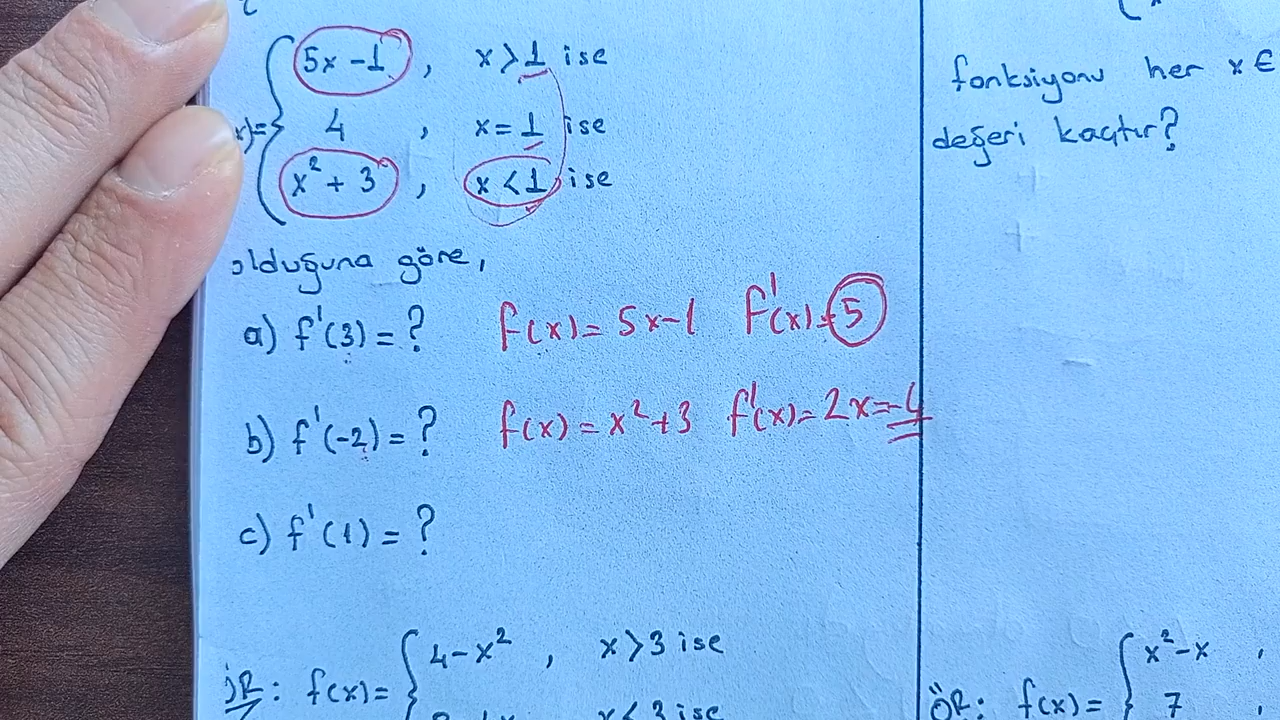 5x-1 , x>1 ise
x)= 4 , x=1 ise
x²+3 , x<1 ise
olduğuna göre,
a) f'(3)=? f(x)=5x-1 f'(x)=5
b) f'(-2)=? f(x)=x²+3 f'(x)=2x=-4
c) f'(1)=?
4-x² , x>3 ise
ÖR: f(x)=
x<3 ise
fonksiyonu her x∈
değeri kaçtır?
x²-x ,
ÖR: f(x)= 7 ,